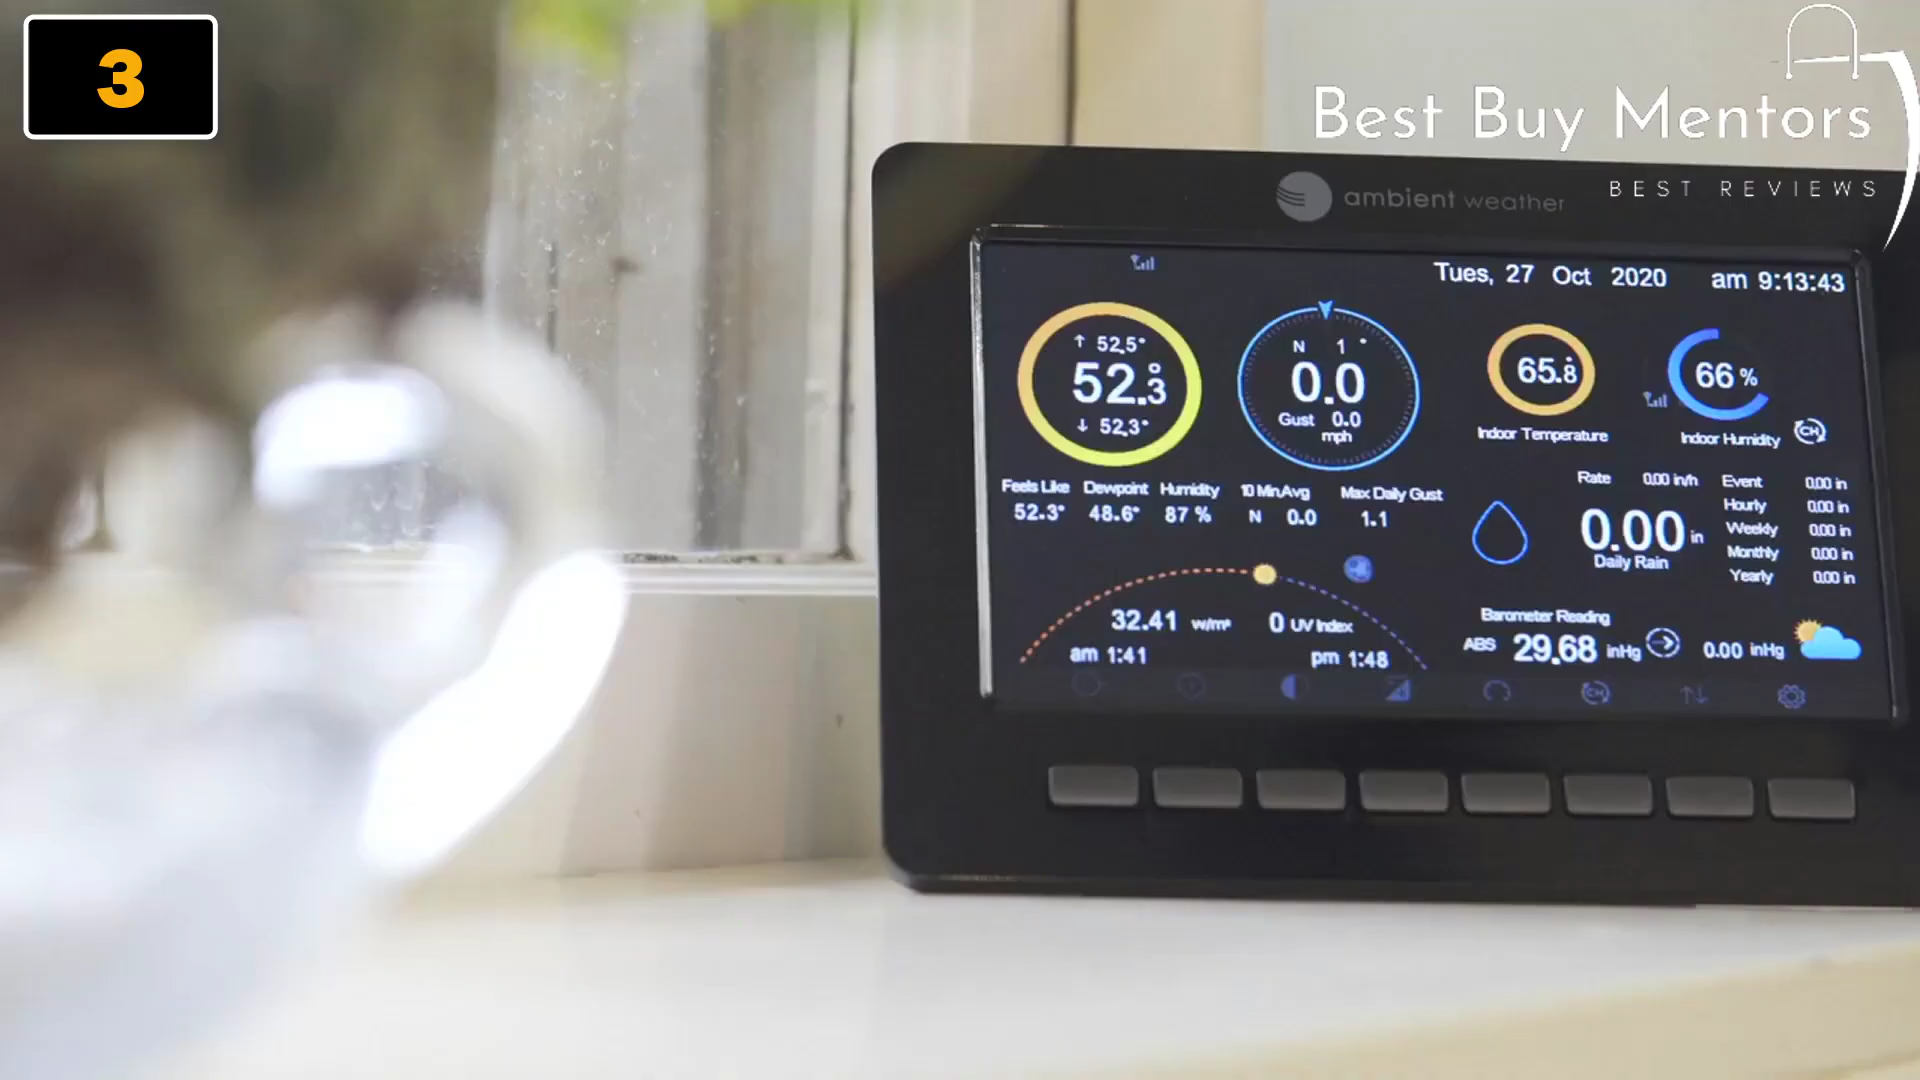 3
Best Buy Mentors
BEST REVIEWS
ambient weather
Tues, 27 Oct 2020 am 9:13:43
↑ 52.5°
52.3°
↓ 52.3°
N 1 °
0.0
Gust 0.0
mph
65.8°
Indoor Temperature
66 %
Indoor Humidity
CH
Feels Like Dewpoint Humidity
52.3° 48.6° 87 %
10 Min.Avg Max Daily Gust
N 0.0 1.1
Rate 0.00 in/h
0.00 in
Daily Rain
Event 0.00 in
Hourly 0.00 in
Weekly 0.00 in
Monthly 0.00 in
Yearly 0.00 in
32.41 w/m² 0 UV Index
am 1:41 pm 1:48
Barometer Reading
ABS 29.68 inHg 0.00 inHg
CH